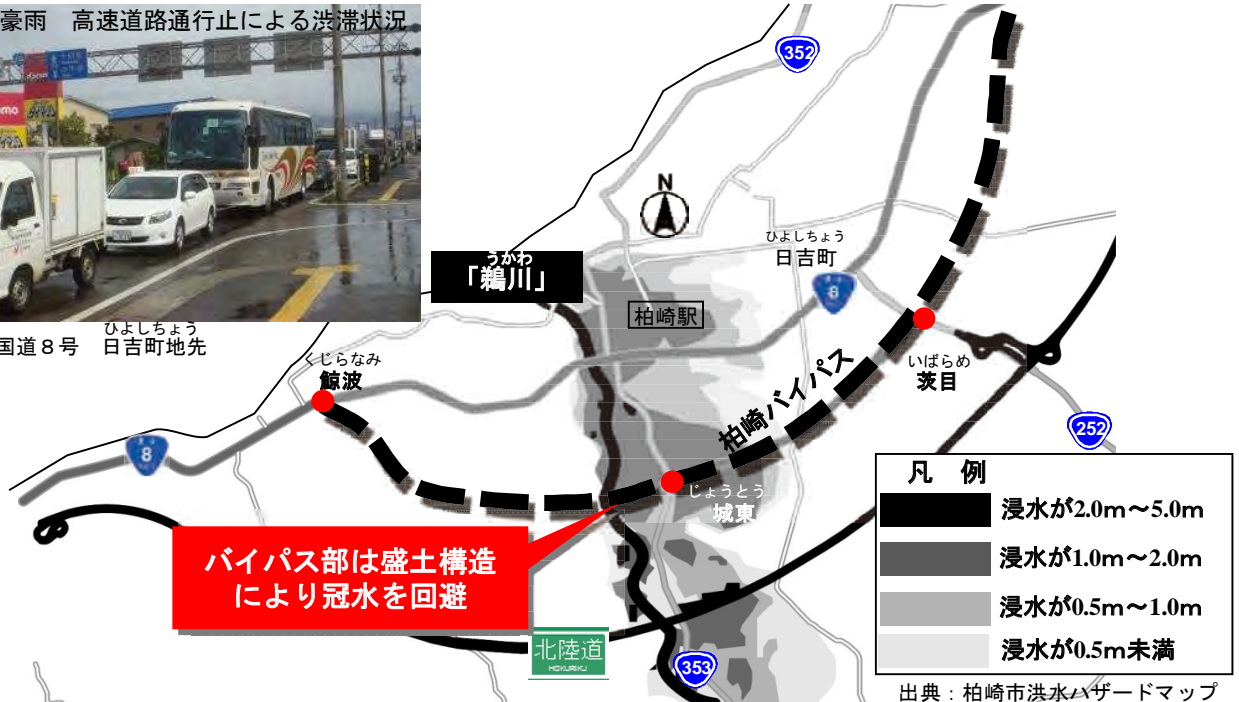 豪雨　高速道路通行止による渋滞状況
ひよしちょう
国道８号　日吉町地先
352
N
うかわ
「鵜川」
柏崎駅
ひよしちょう
日吉町
8
くじらなみ
鯨波
いばらめ
茨目
柏崎バイパス
252
8
じょうとう
城東
バイパス部は盛土構造
により冠水を回避
北陸道
HOKURIKU
353
凡　例
浸水が2.0m～5.0m
浸水が1.0m～2.0m
浸水が0.5m～1.0m
浸水が0.5m未満
出典：柏崎市洪水ハザードマップ